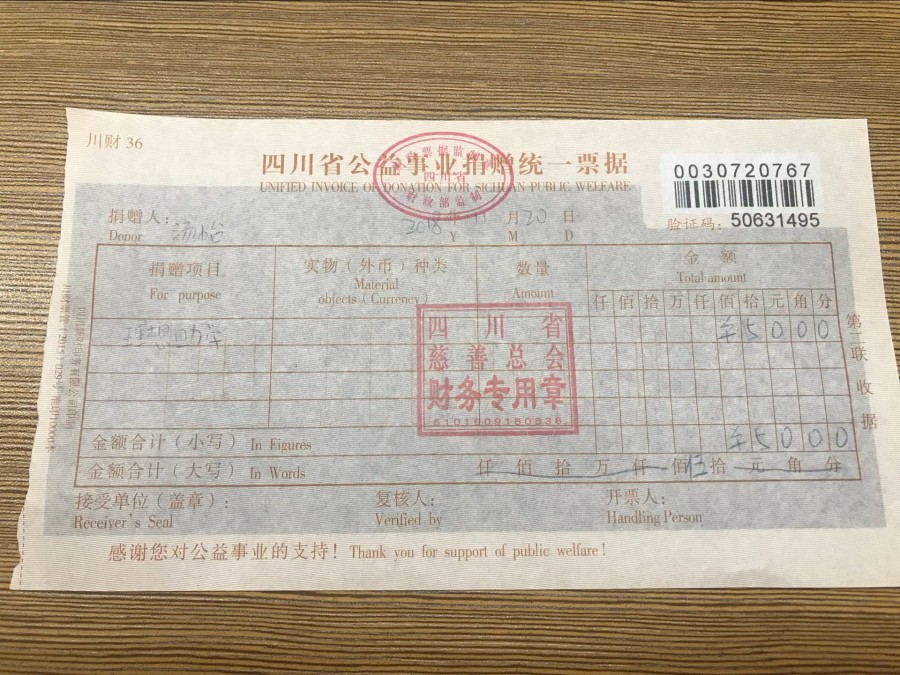 川财 36
四川省公益事业捐赠统一票据
UNIFIED INVOICE OF DONATION FOR SICHUAN PUBLIC WELFARE
0030720767
验证码: 50631495
捐赠人: 汤怡 2018 年 11 月 20 日
Depor Y M D
捐赠项目 实物(外币)种类 数量 金额
For purpose Material objects (Currency) Amount Total amount
仟 佰 拾 万 仟 佰 拾 元 角 分
理想助学 ¥5000
四川省
慈善总会
财务专用章
5101009180838
金额合计(小写) In Figures ¥5000
金额合计(大写) In Words 仟 佰 拾 万 仟 佰 伍拾 元 角 分
接受单位(盖章): 复核人: 开票人:
Receiver's Seal Verified by Handling Person
感谢您对公益事业的支持! Thank you for support of public welfare!
第二联 收据